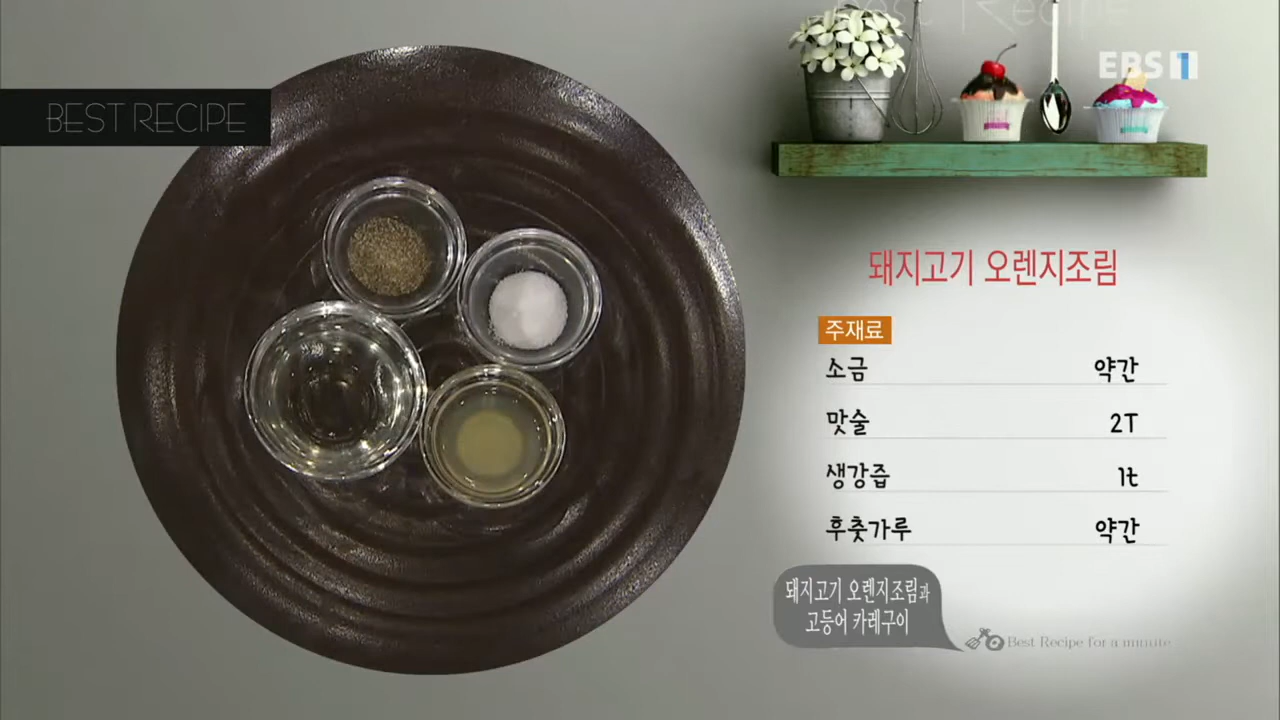 Best Recipe
EBS 1
BEST RECIPE
돼지고기 오렌지조림
주재료
소금 약간
맛술 2T
생강즙 1t
후춧가루 약간
돼지고기 오렌지조림과
고등어 카레구이
Best Recipe for a minute